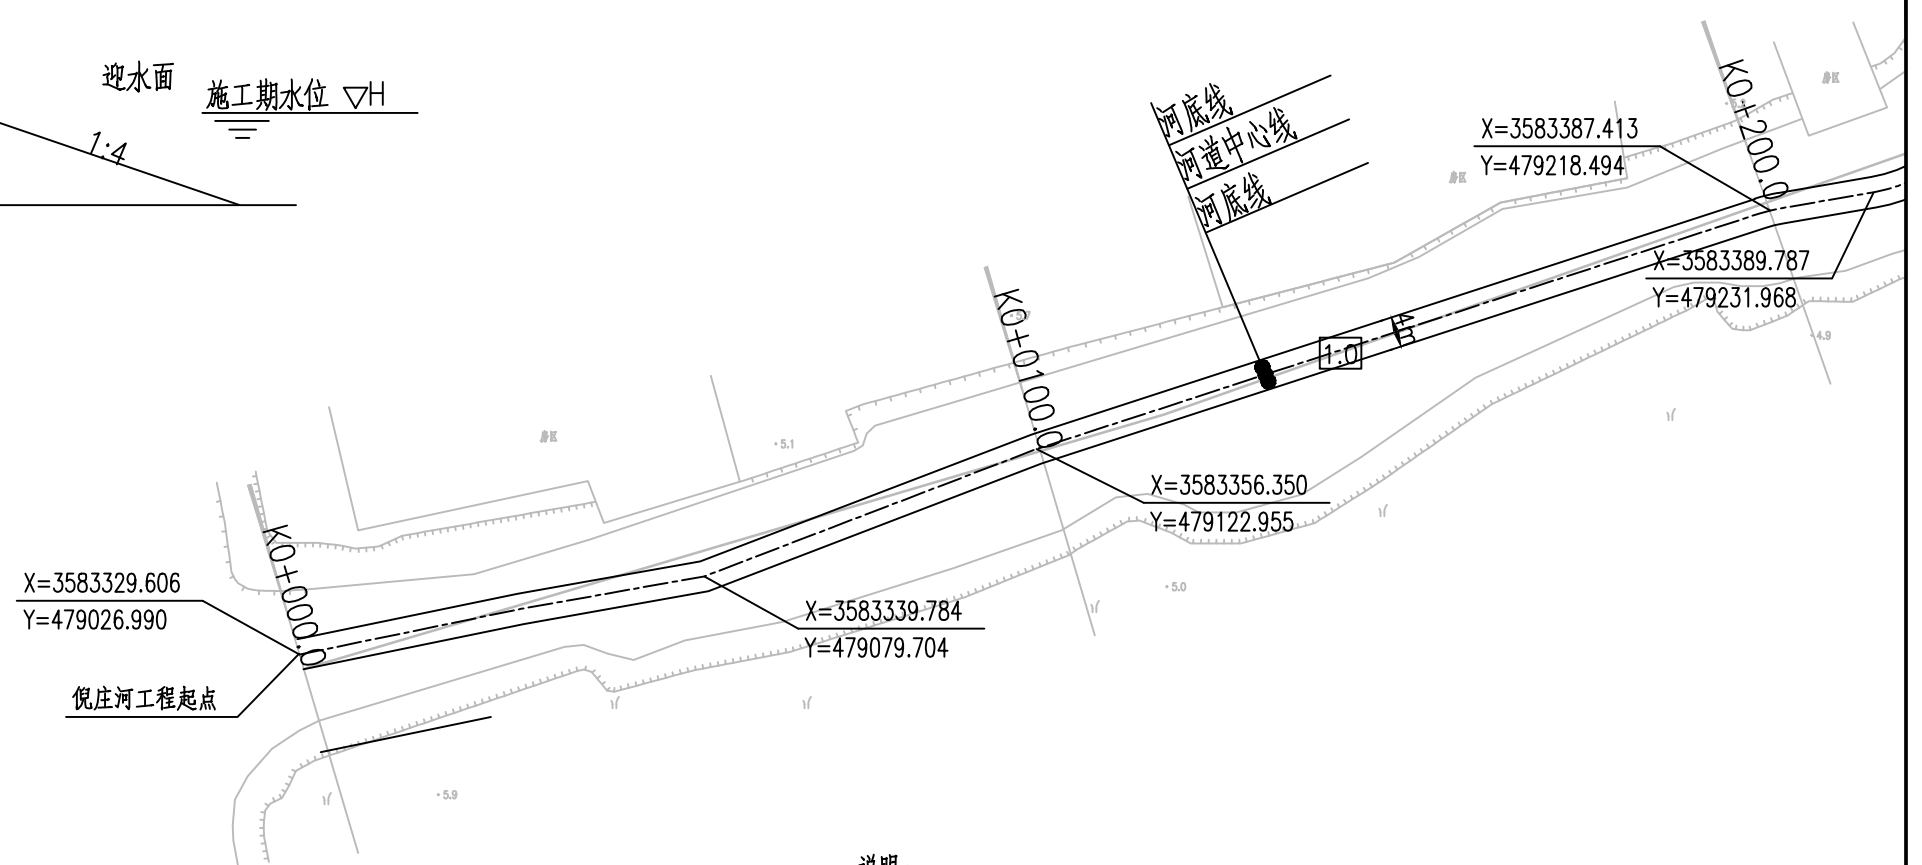 迎水面
施工期水位 ▽H
1:4
河底线
河道中心线
河底线
K0+200.0
X=3583387.413
Y=479218.494
X=3583389.787
Y=479231.968
K0+0100.0
4m
1.0
X=3583356.350
Y=479122.955
5.1
4.9
5.0
K0+000.0
X=3583329.606
Y=479026.990
X=3583339.784
Y=479079.704
倪庄河工程起点
5.9
说明